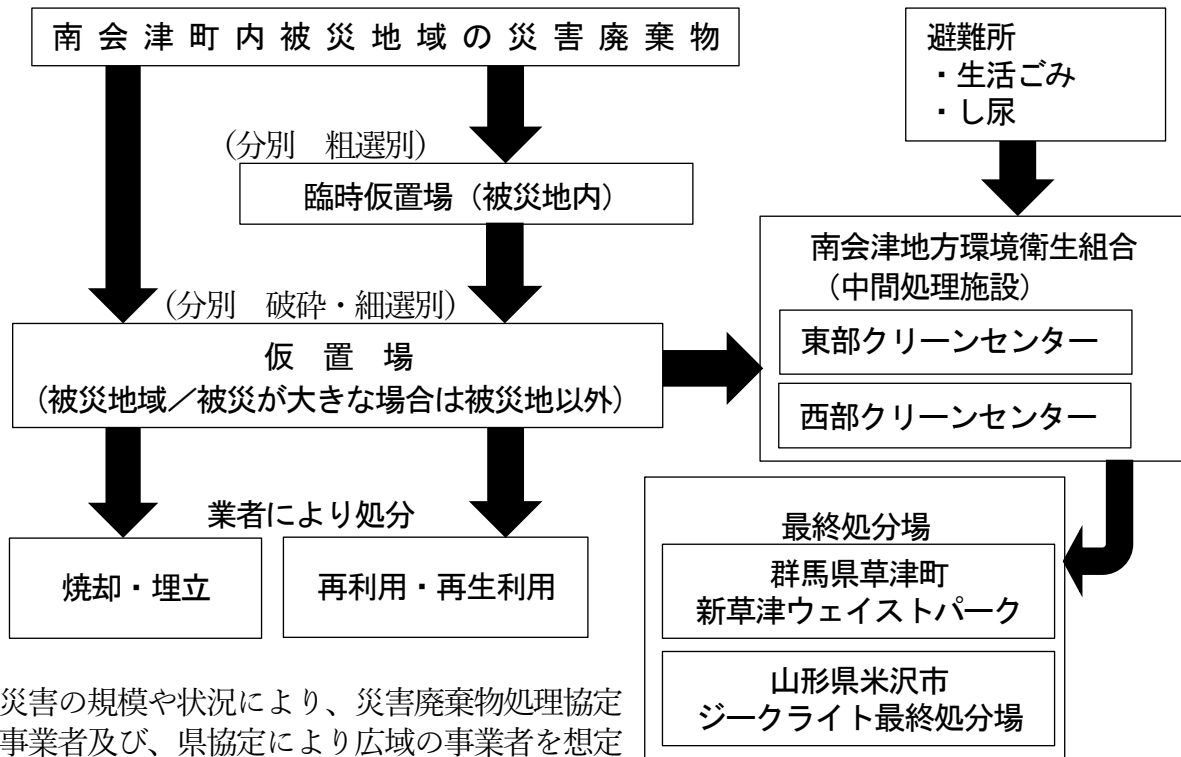 南会津町内被災地域の災害廃棄物
避難所
・生活ごみ
・し尿
(分別　粗選別)
臨時仮置場（被災地内）
南会津地方環境衛生組合
（中間処理施設）
東部クリーンセンター
西部クリーンセンター
(分別　破砕・細選別)
仮　置　場
（被災地域／被災が大きな場合は被災地以外）
業者により処分
焼却・埋立
再利用・再生利用
最終処分場
群馬県草津町
新草津ウェイストパーク
山形県米沢市
ジークライト最終処分場
災害の規模や状況により、災害廃棄物処理協定
事業者及び、県協定により広域の事業者を想定